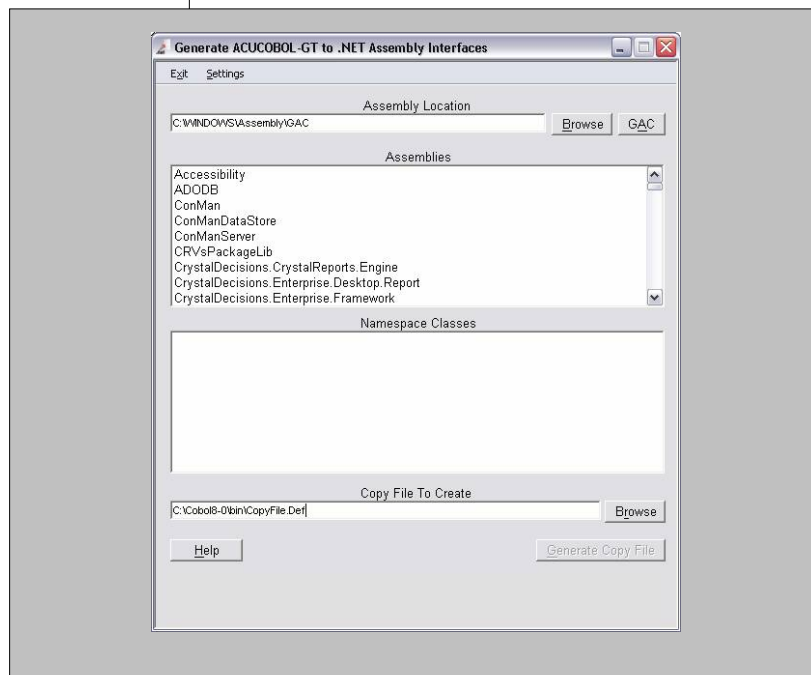 Generate ACUCOBOL-GT to .NET Assembly Interfaces
Exit Settings
Assembly Location
C:\WINDOWS\Assembly\GAC Browse GAC
Assemblies
Accessibility
ADODB
ConMan
ConManDataStore
ConManServer
CRVsPackageLib
CrystalDecisions.CrystalReports.Engine
CrystalDecisions.Enterprise.Desktop.Report
CrystalDecisions.Enterprise.Framework
Namespace Classes
Copy File To Create
C:\Cobol8-0\bin\CopyFile.Def Browse
Help Generate Copy File